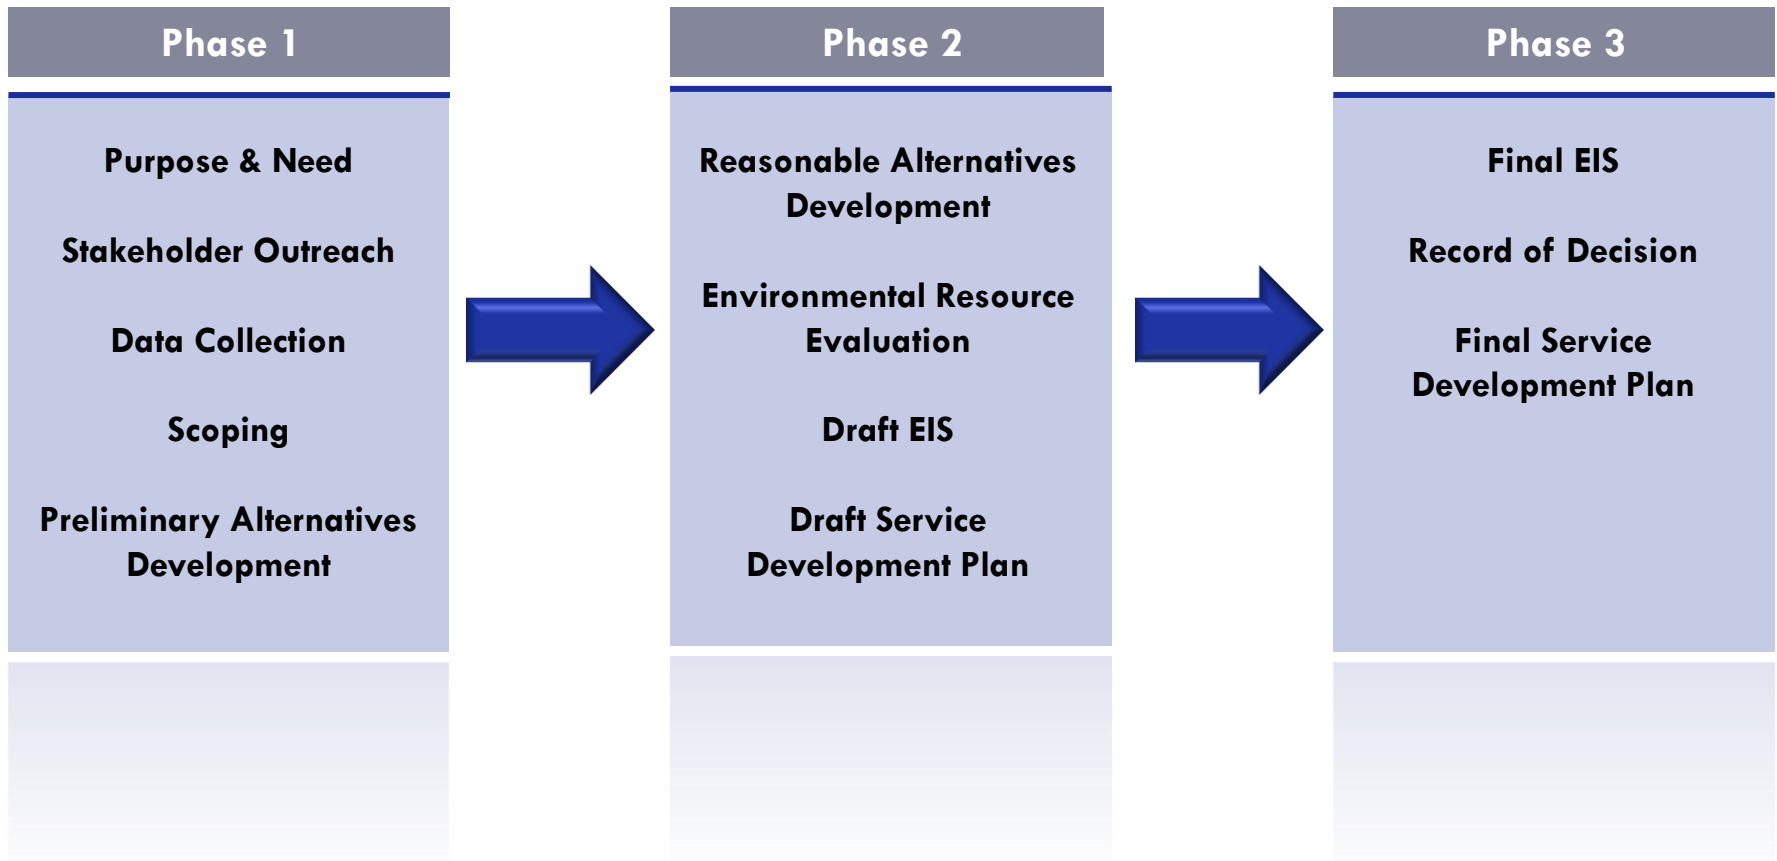 Phase 1
Purpose & Need
Stakeholder Outreach
Data Collection
Scoping
Preliminary Alternatives
Development
Phase 2
Reasonable Alternatives
Development
Environmental Resource
Evaluation
Draft EIS
Draft Service
Development Plan
Phase 3
Final EIS
Record of Decision
Final Service
Development Plan